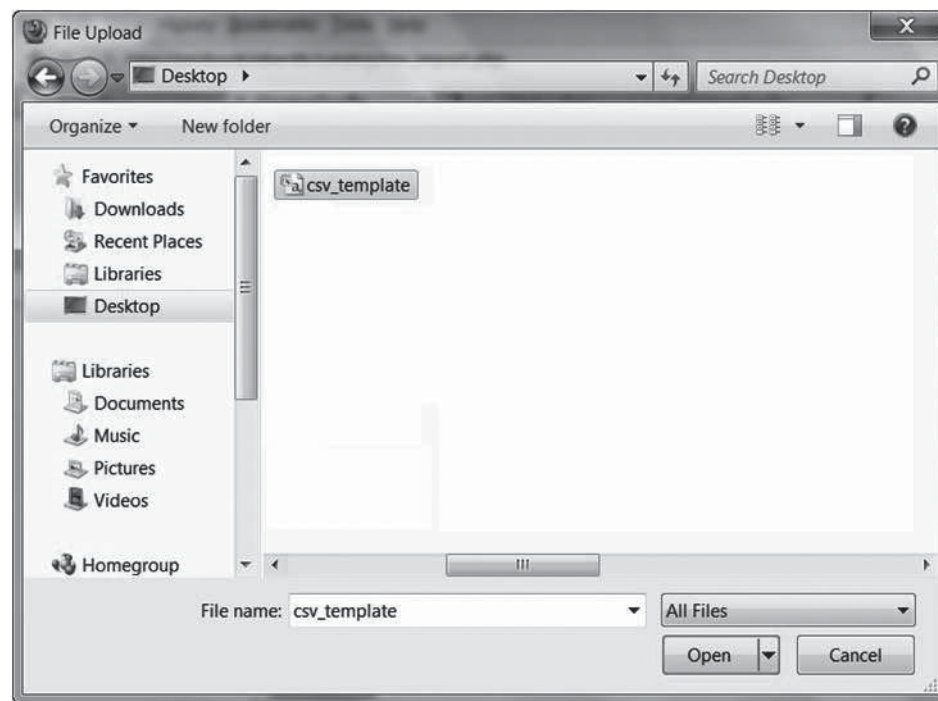 File Upload
Desktop
Search Desktop
Organize
New folder
Favorites
Downloads
Recent Places
Libraries
Desktop
Libraries
Documents
Music
Pictures
Videos
Homegroup
csv_template
File name: csv_template
All Files
Open
Cancel